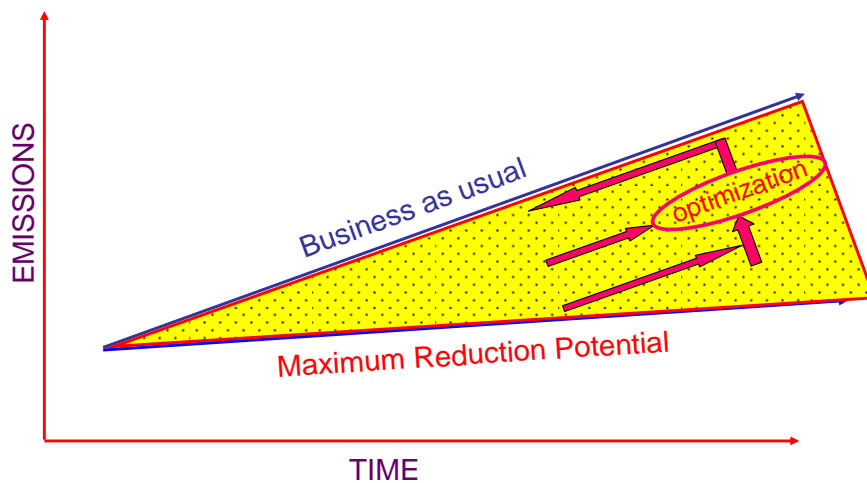 EMISSIONS
Business as usual
optimization
Maximum Reduction Potential
TIME